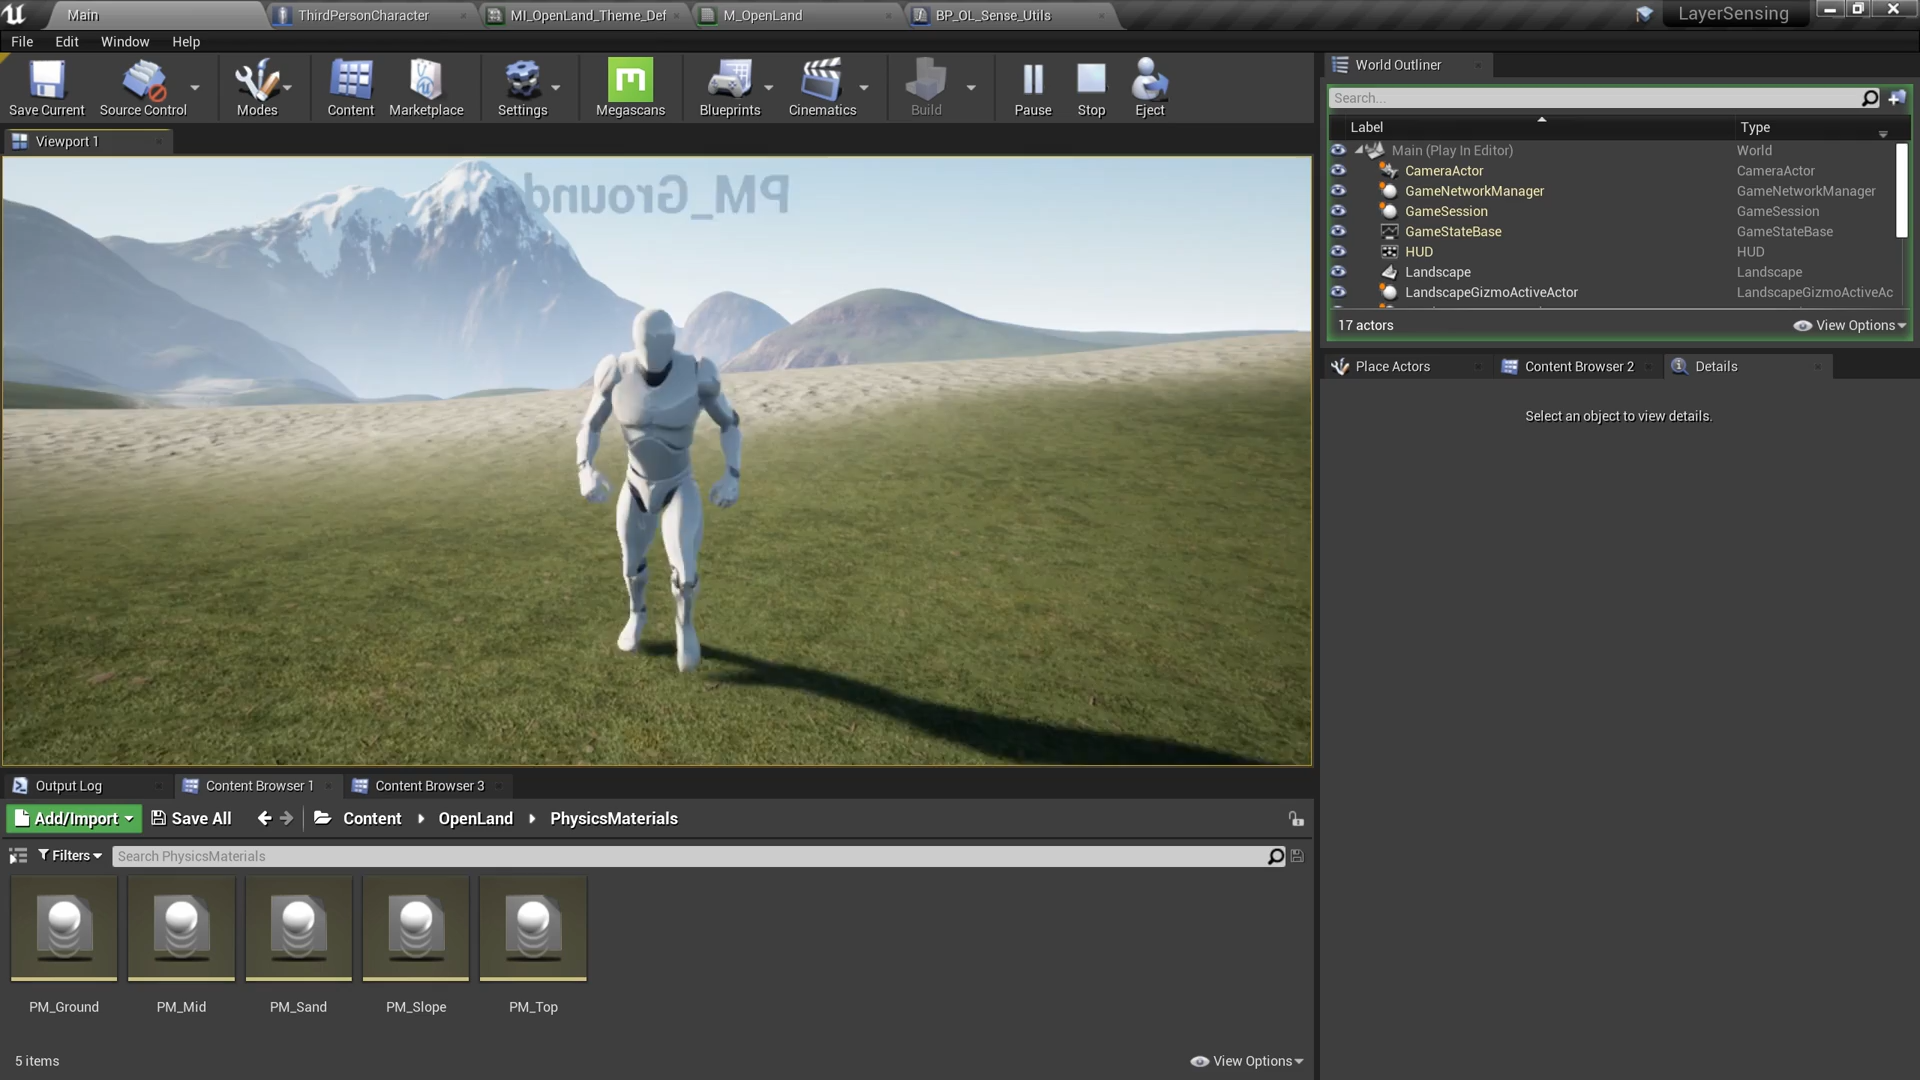 Main
ThirdPersonCharacter
MI_OpenLand_Theme_Def
M_OpenLand
BP_OL_Sense_Utils
LayerSensing
File Edit Window Help
Save Current
Source Control
Modes
Content
Marketplace
Settings
Megascans
Blueprints
Cinematics
Build
Pause
Stop
Eject
World Outliner
Search...
Label Type
Main (Play In Editor) World
CameraActor CameraActor
GameNetworkManager GameNetworkManager
GameSession GameSession
GameStateBase GameStateBase
HUD HUD
Landscape Landscape
LandscapeGizmoActiveActor LandscapeGizmoActiveAc
17 actors
View Options
Viewport 1
PM_Ground
Place Actors
Content Browser 2
Details
Select an object to view details.
Output Log
Content Browser 1
Content Browser 3
Add/Import
Save All
Content
OpenLand
PhysicsMaterials
Filters
Search PhysicsMaterials
PM_Ground
PM_Mid
PM_Sand
PM_Slope
PM_Top
5 items
View Options